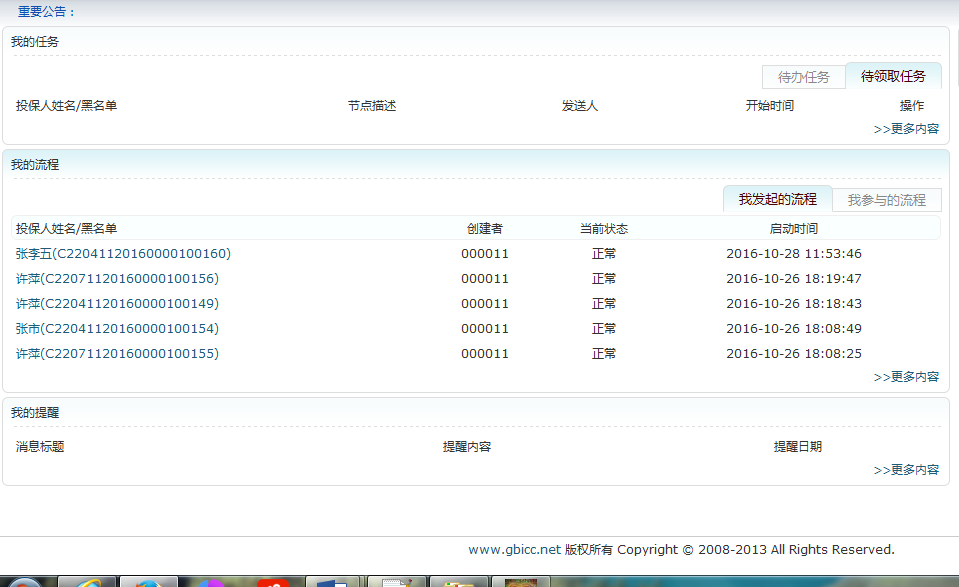 重要公告：
我的任务
待办任务 待领取任务
投保人姓名/黑名单 节点描述 发送人 开始时间 操作
>>更多内容
我的流程
我发起的流程 我参与的流程
投保人姓名/黑名单 创建者 当前状态 启动时间
张李五(C22041120160000100160) 000011 正常 2016-10-28 11:53:46
许萍(C22071120160000100156) 000011 正常 2016-10-26 18:19:47
许萍(C22041120160000100149) 000011 正常 2016-10-26 18:18:43
张市(C22041120160000100154) 000011 正常 2016-10-26 18:08:49
许萍(C22071120160000100155) 000011 正常 2016-10-26 18:08:25
>>更多内容
我的提醒
消息标题 提醒内容 提醒日期
>>更多内容
www.gbicc.net 版权所有 Copyright © 2008-2013 All Rights Reserved.